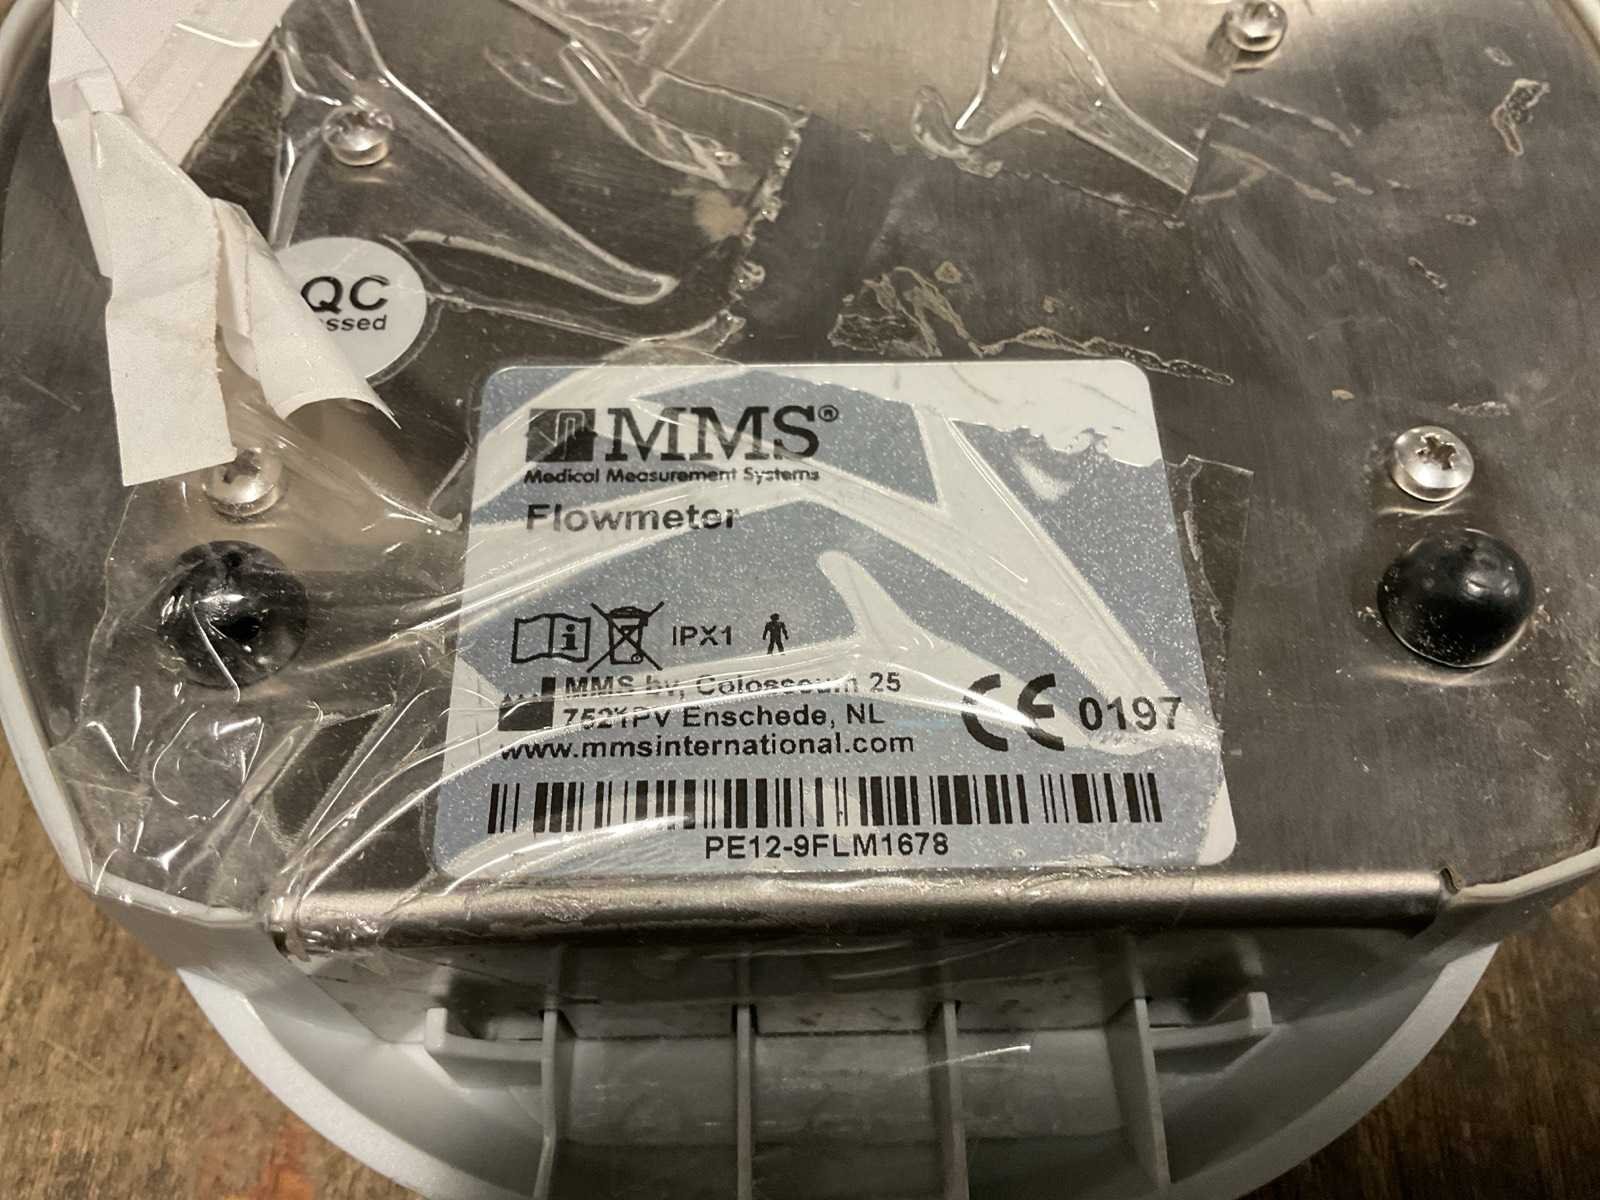 QC
MMS®
Medical Measurement Systems
Flowmeter
IPX1
MMS bv, Colosseum 25
7521PV Enschede, NL
www.mmsinternational.com
CE 0197
PE12-9FLM1678